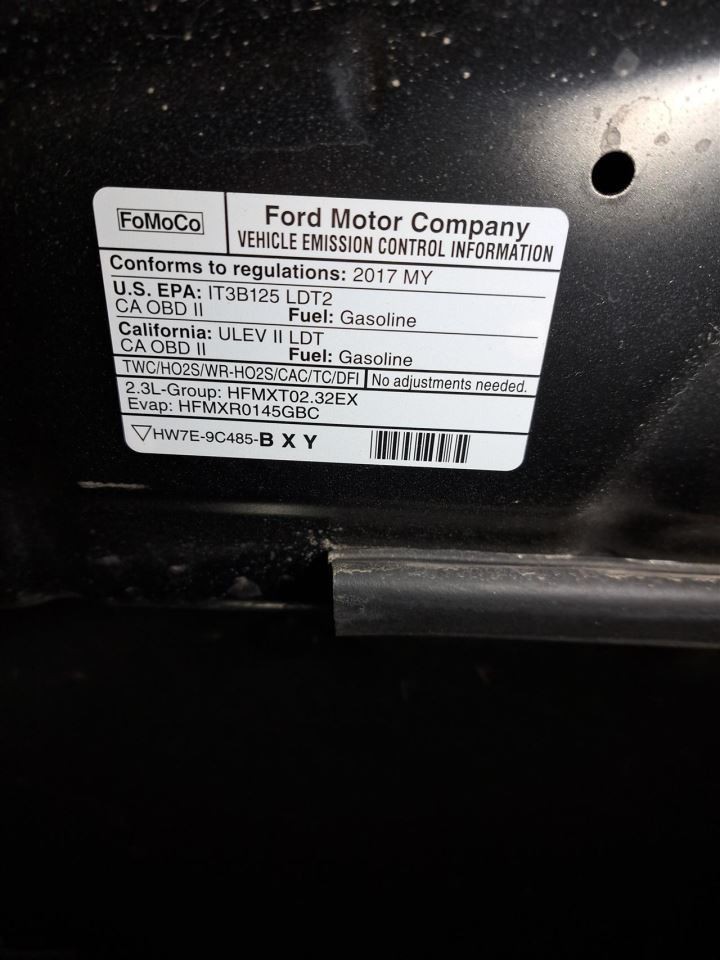 FoMoCo
Ford Motor Company
VEHICLE EMISSION CONTROL INFORMATION
Conforms to regulations: 2017 MY
U.S. EPA: IT3B125 LDT2
CA OBD II Fuel: Gasoline
California: ULEV II LDT
CA OBD II Fuel: Gasoline
TWC/HO2S/WR-HO2S/CAC/TC/DFI No adjustments needed.
2.3L-Group: HFMXT02.32EX
Evap: HFMXR0145GBC
HW7E-9C485-B X Y